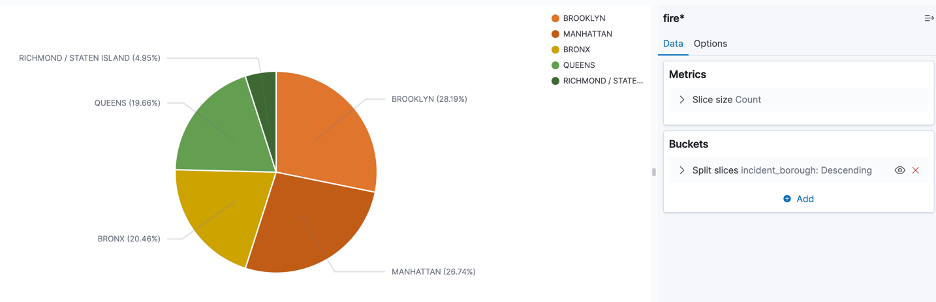 RICHMOND / STATEN ISLAND (4.95%)
QUEENS (19.66%)
BROOKLYN (28.19%)
BRONX (20.46%)
MANHATTAN (26.74%)
BROOKLYN
MANHATTAN
BRONX
QUEENS
RICHMOND / STATE...
fire*
Data Options
Metrics
Slice size Count
Buckets
Split slices incident_borough: Descending
Add